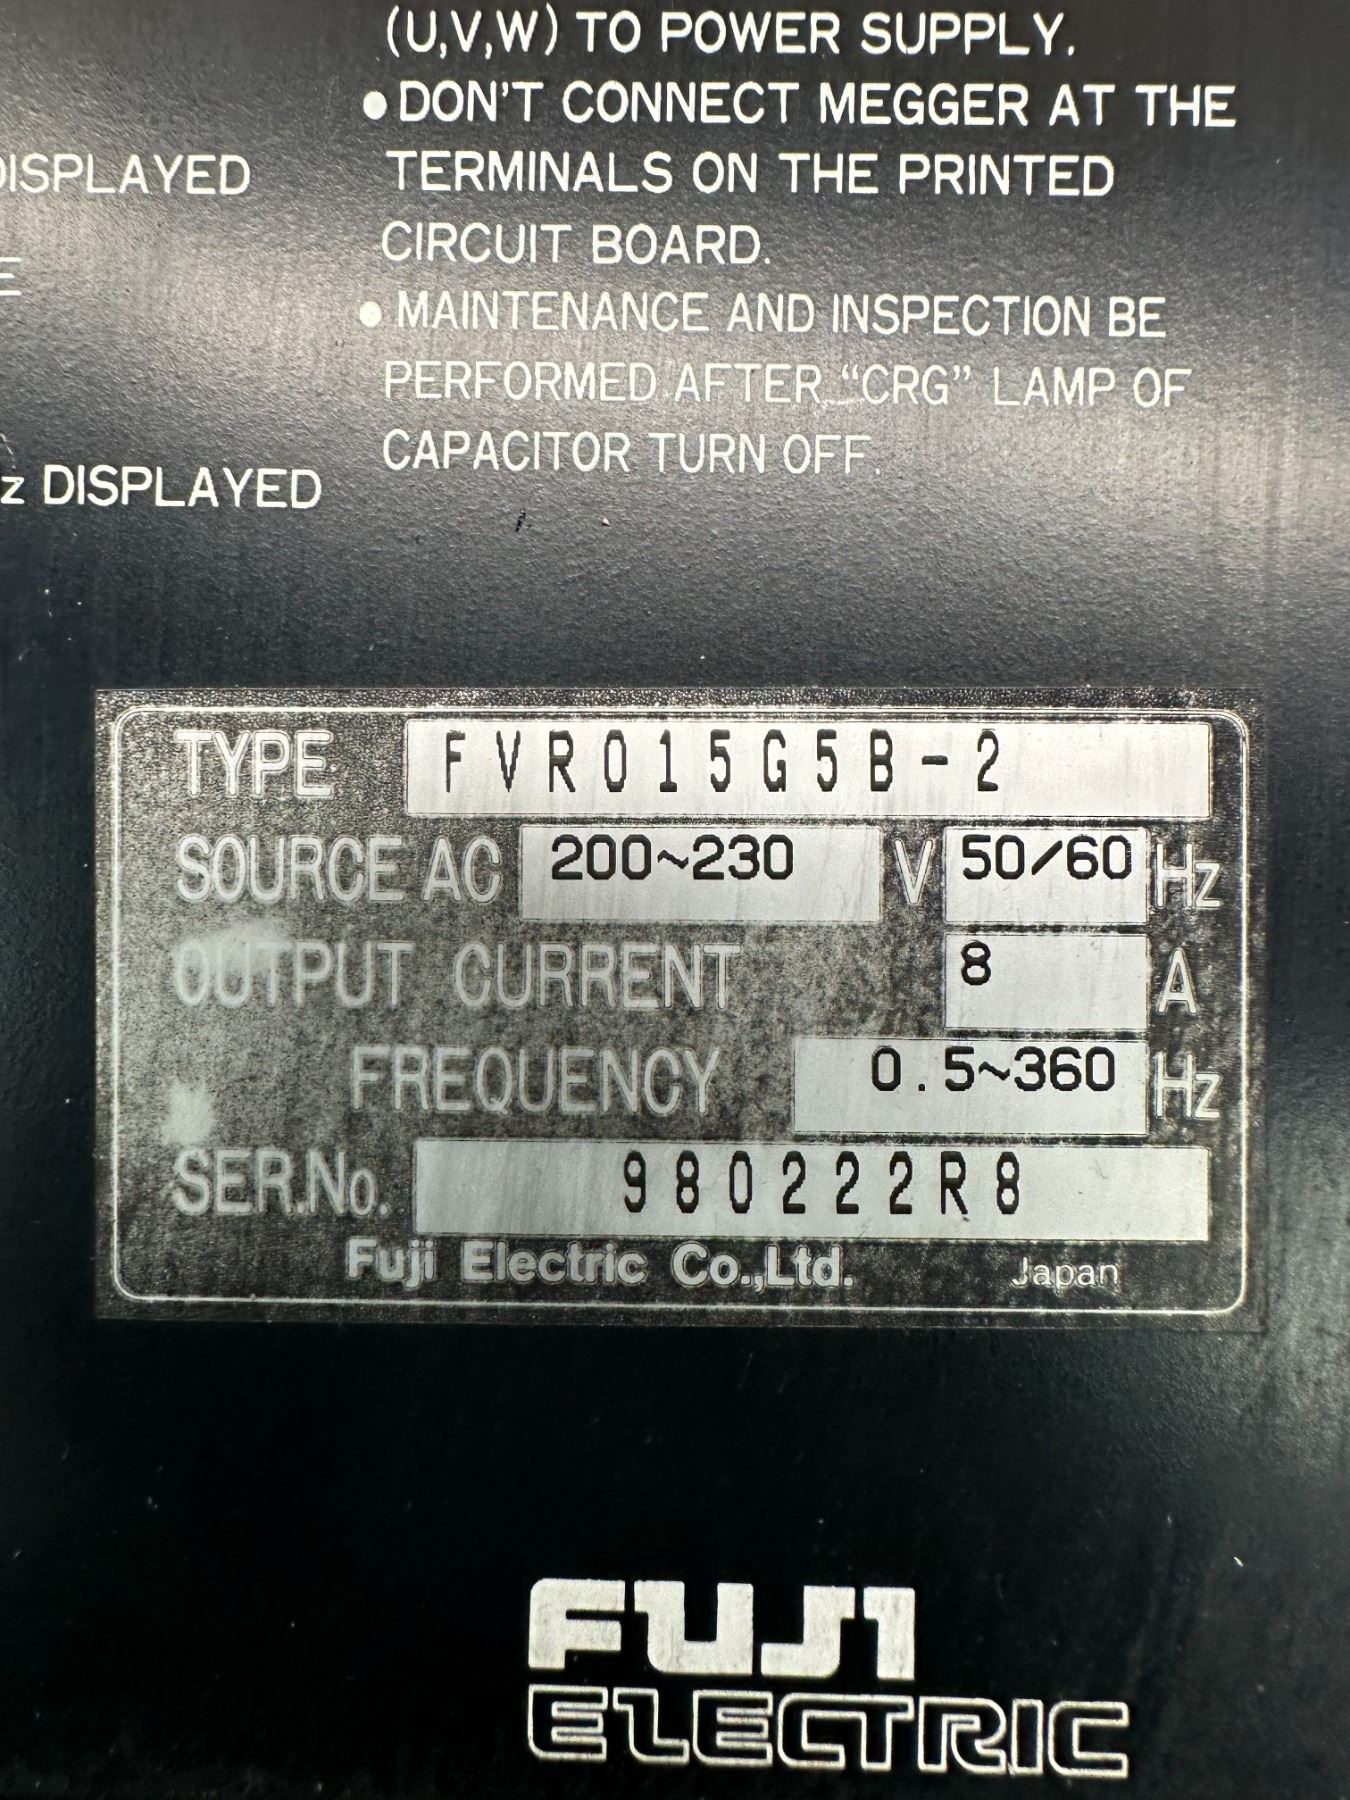 (U,V,W) TO POWER SUPPLY.
● DON'T CONNECT MEGGER AT THE
TERMINALS ON THE PRINTED
CIRCUIT BOARD.
● MAINTENANCE AND INSPECTION BE
PERFORMED AFTER "CRG" LAMP OF
CAPACITOR TURN OFF.
DISPLAYED
E
z DISPLAYED
TYPE FVR015G5B-2
SOURCE AC 200~230 V 50/60 Hz
OUTPUT CURRENT 8 A
FREQUENCY 0.5~360 Hz
SER.No. 980222R8
Fuji Electric Co.,Ltd. Japan
FUJI
ELECTRIC